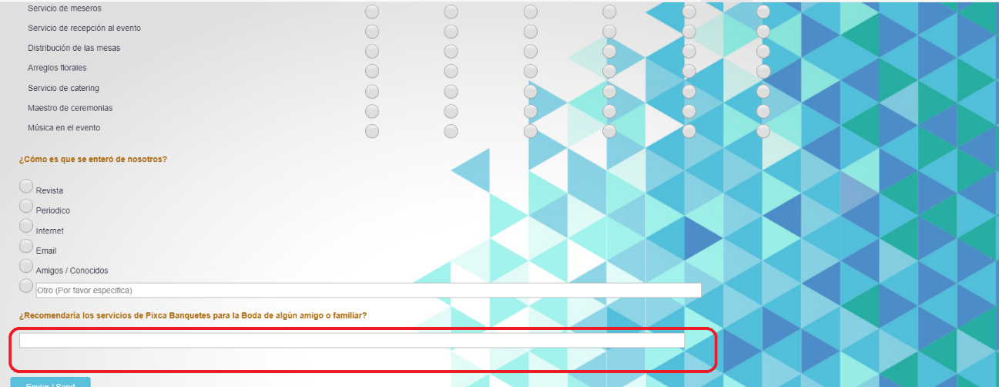 Servicio de meseros
Servicio de recepción al evento
Distribución de las mesas
Arreglos florales
Servicio de catering
Maestro de ceremonias
Música en el evento
¿Cómo es que se enteró de nosotros?
Revista
Periodico
Internet
Email
Amigos / Conocidos
Otro (Por favor especifica)
¿Recomendaría los servicios de Pixca Banquetes para la Boda de algún amigo o familiar?
Enviar / Send